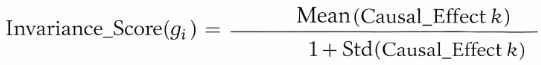 Invariance_Score(g_i) = Mean(Causal_Effect k) / 1 + Std(Causal_Effect k)